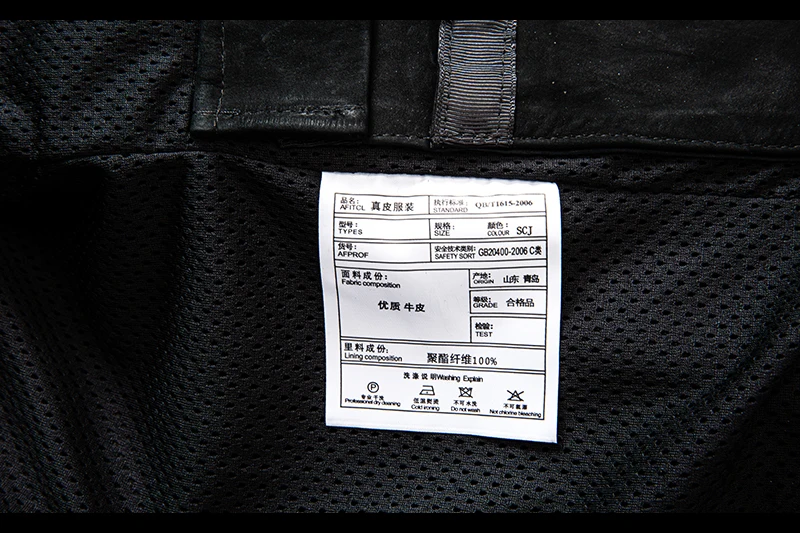 品名： 真皮服装 执行标准： QB/T1615-2006
AFITCL STANDARD
型号： 规格： 颜色： SCJ
TYPES SIZE COLOUR
货号： 安全技术类别： GB20400-2006 C类
AFPROF SAFETY SORT
面料成份： 产地： 山东 青岛
Fabric composition ORIGIN
优质 牛皮 等级： 合格品
GRADE
检验：
TEST
里料成份： 聚酯纤维100%
Lining composition
洗涤说明Washing Explain
P
专业干洗 低温熨烫 不可水洗 不可氯漂
Professional dry cleaning Cold ironing Do not wash Not chlorine bleaching